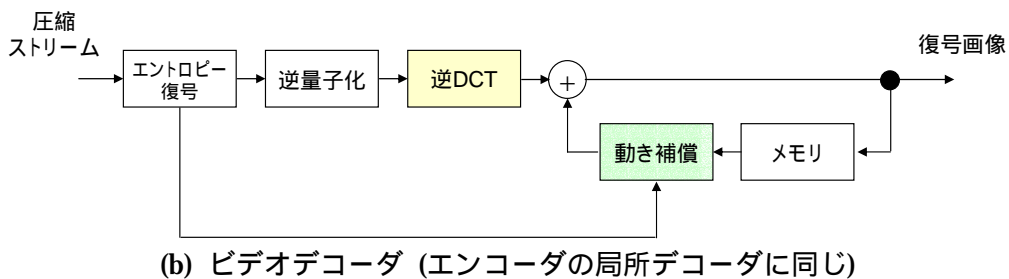 圧縮
ストリーム
エントロピー
復号
逆量子化
逆DCT
+
復号画像
動き補償
メモリ
(b) ビデオデコーダ (エンコーダの局所デコーダに同じ)